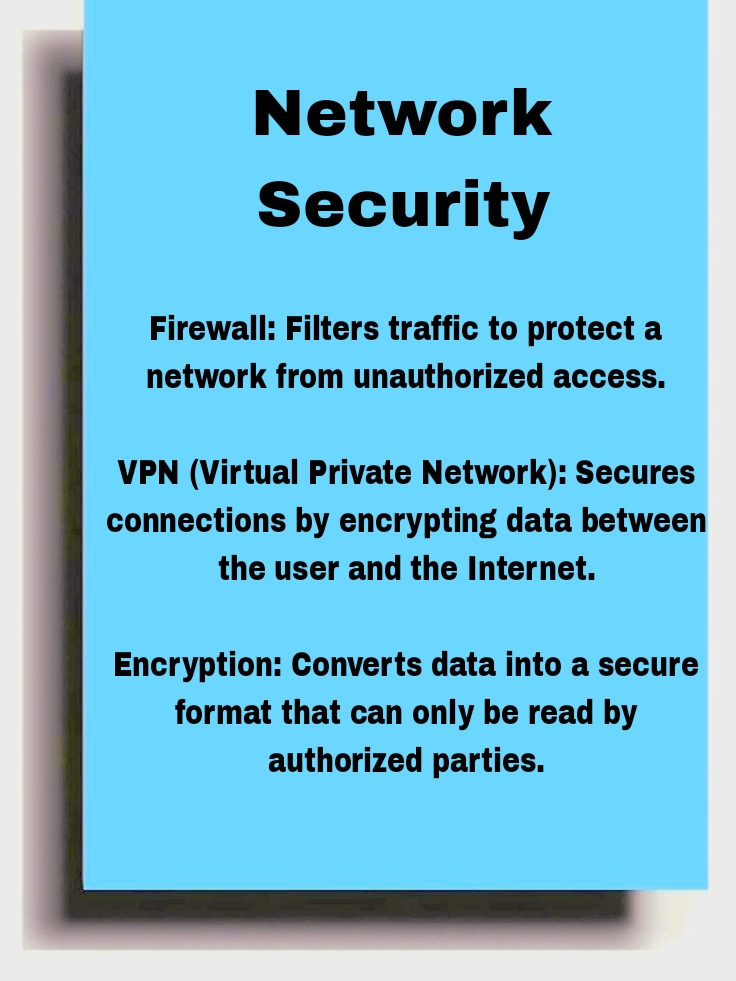 Network
Security
Firewall: Filters traffic to protect a
network from unauthorized access.
VPN (Virtual Private Network): Secures
connections by encrypting data between
the user and the Internet.
Encryption: Converts data into a secure
format that can only be read by
authorized parties.